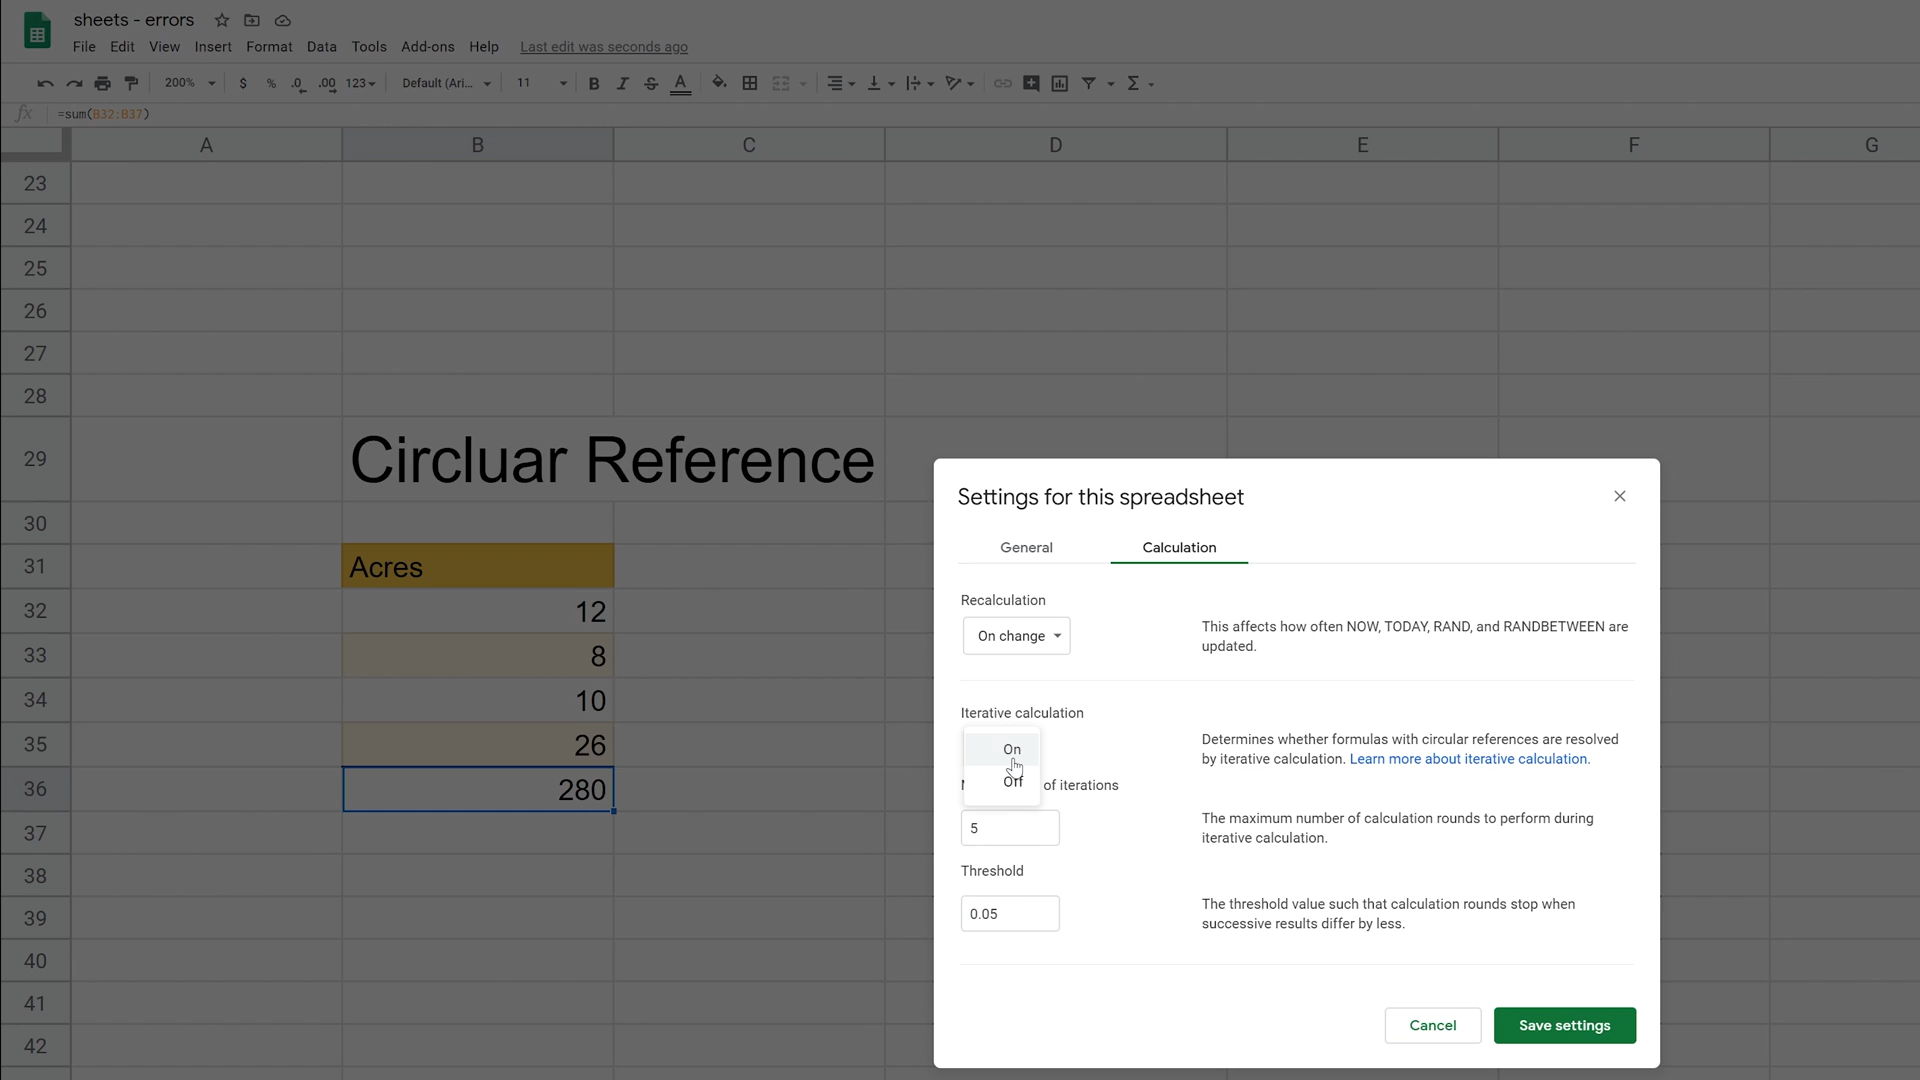 sheets - errors
File Edit View Insert Format Data Tools Add-ons Help Last edit was seconds ago
200% $ % .0 .00 123 Default (Ari... 11 B I S A Σ
fx =sum(B32:B37)
A B C D E F G
23
24
25
26
27
28
29 Circluar Reference
30
31 Acres
32 12
33 8
34 10
35 26
36 280
37
38
39
40
41
42
Settings for this spreadsheet
General Calculation
Recalculation
On change
This affects how often NOW, TODAY, RAND, and RANDBETWEEN are
updated.
Iterative calculation
On
Off
Determines whether formulas with circular references are resolved
by iterative calculation. Learn more about iterative calculation.
of iterations
5
The maximum number of calculation rounds to perform during
iterative calculation.
Threshold
0.05
The threshold value such that calculation rounds stop when
successive results differ by less.
Cancel Save settings